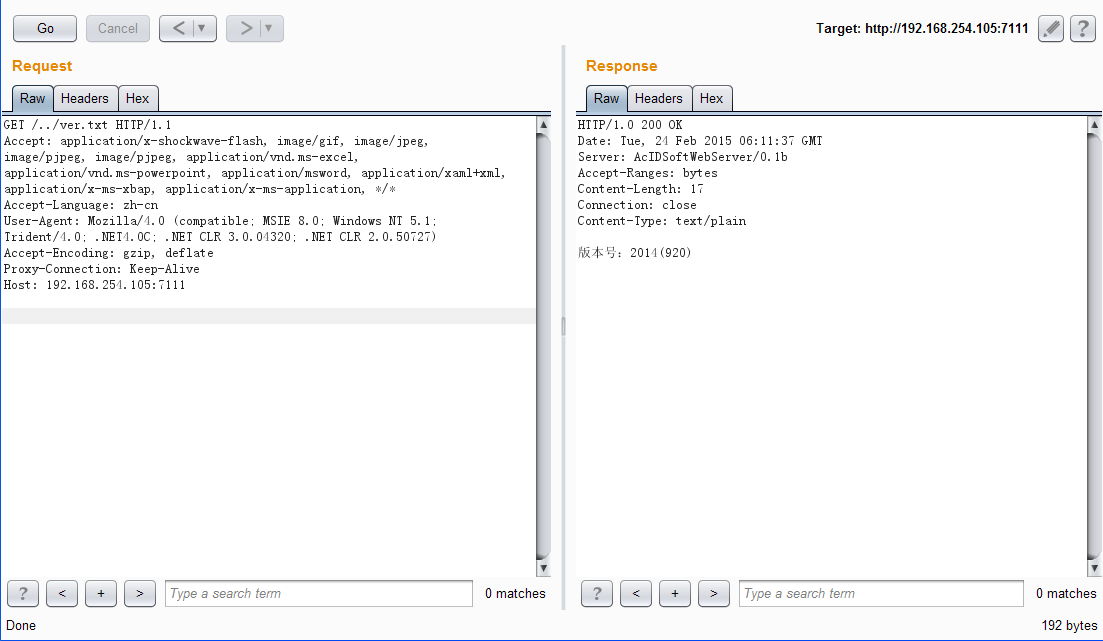 Go
Cancel
<
>
Target: http://192.168.254.105:7111
?
Request
Raw
Headers
Hex
GET /../ver.txt HTTP/1.1
Accept: application/x-shockwave-flash, image/gif, image/jpeg,
image/pjpeg, image/pjpeg, application/vnd.ms-excel,
application/vnd.ms-powerpoint, application/msword, application/xaml+xml,
application/x-ms-xbap, application/x-ms-application, */*
Accept-Language: zh-cn
User-Agent: Mozilla/4.0 (compatible; MSIE 8.0; Windows NT 5.1;
Trident/4.0; .NET4.0C; .NET CLR 3.0.04320; .NET CLR 2.0.50727)
Accept-Encoding: gzip, deflate
Proxy-Connection: Keep-Alive
Host: 192.168.254.105:7111
?
<
+
>
Type a search term
0 matches
Response
Raw
Headers
Hex
HTTP/1.0 200 OK
Date: Tue, 24 Feb 2015 06:11:37 GMT
Server: AcIDSoftWebServer/0.1b
Accept-Ranges: bytes
Content-Length: 17
Connection: close
Content-Type: text/plain
版本号: 2014(920)
?
<
+
>
Type a search term
0 matches
Done
192 bytes